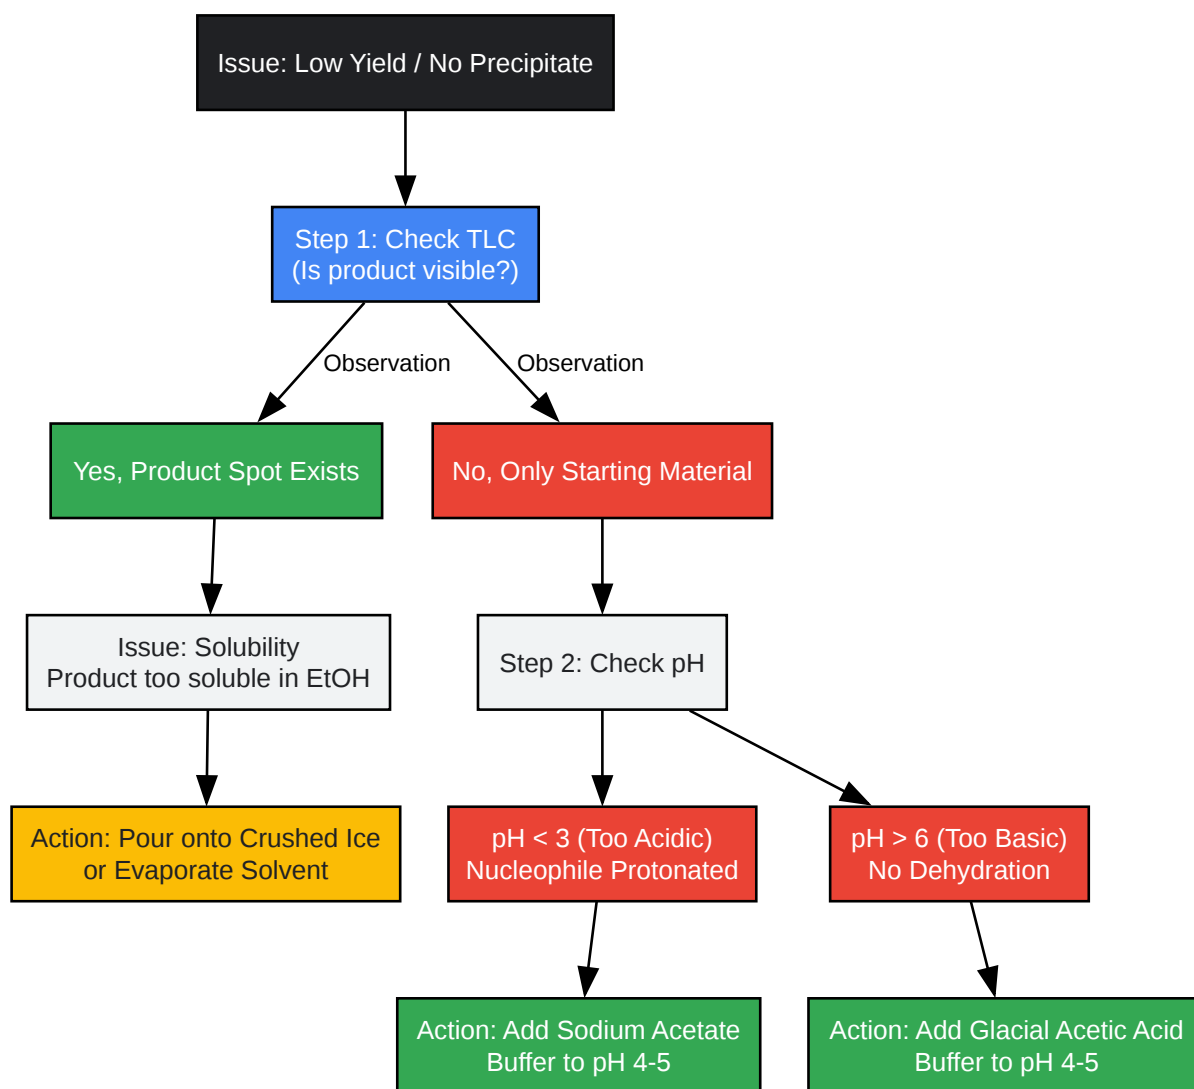 Issue: Low Yield / No Precipitate
Step 1: Check TLC
(Is product visible?)
Observation
Observation
Yes, Product Spot Exists
No, Only Starting Material
Issue: Solubility
Product too soluble in EtOH
Step 2: Check pH
Action: Pour onto Crushed Ice
or Evaporate Solvent
pH < 3 (Too Acidic)
Nucleophile Protonated
pH > 6 (Too Basic)
No Dehydration
Action: Add Sodium Acetate
Buffer to pH 4-5
Action: Add Glacial Acetic Acid
Buffer to pH 4-5